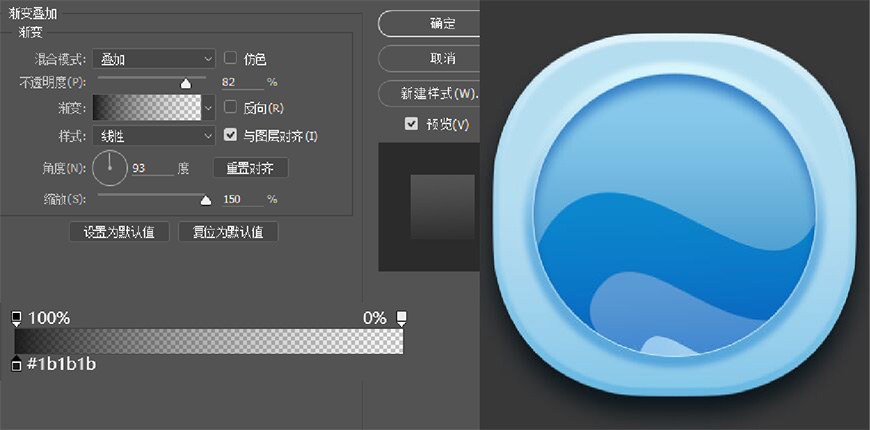 渐变叠加
渐变
混合模式: 叠加 仿色
不透明度(P): 82 %
渐变: 反向(R)
样式: 线性 与图层对齐(I)
角度(N): 93 度 重置对齐
缩放(S): 150 %
设置为默认值 复位为默认值
确定
取消
新建样式(W)...
预览(V)
100% 0%
#1b1b1b